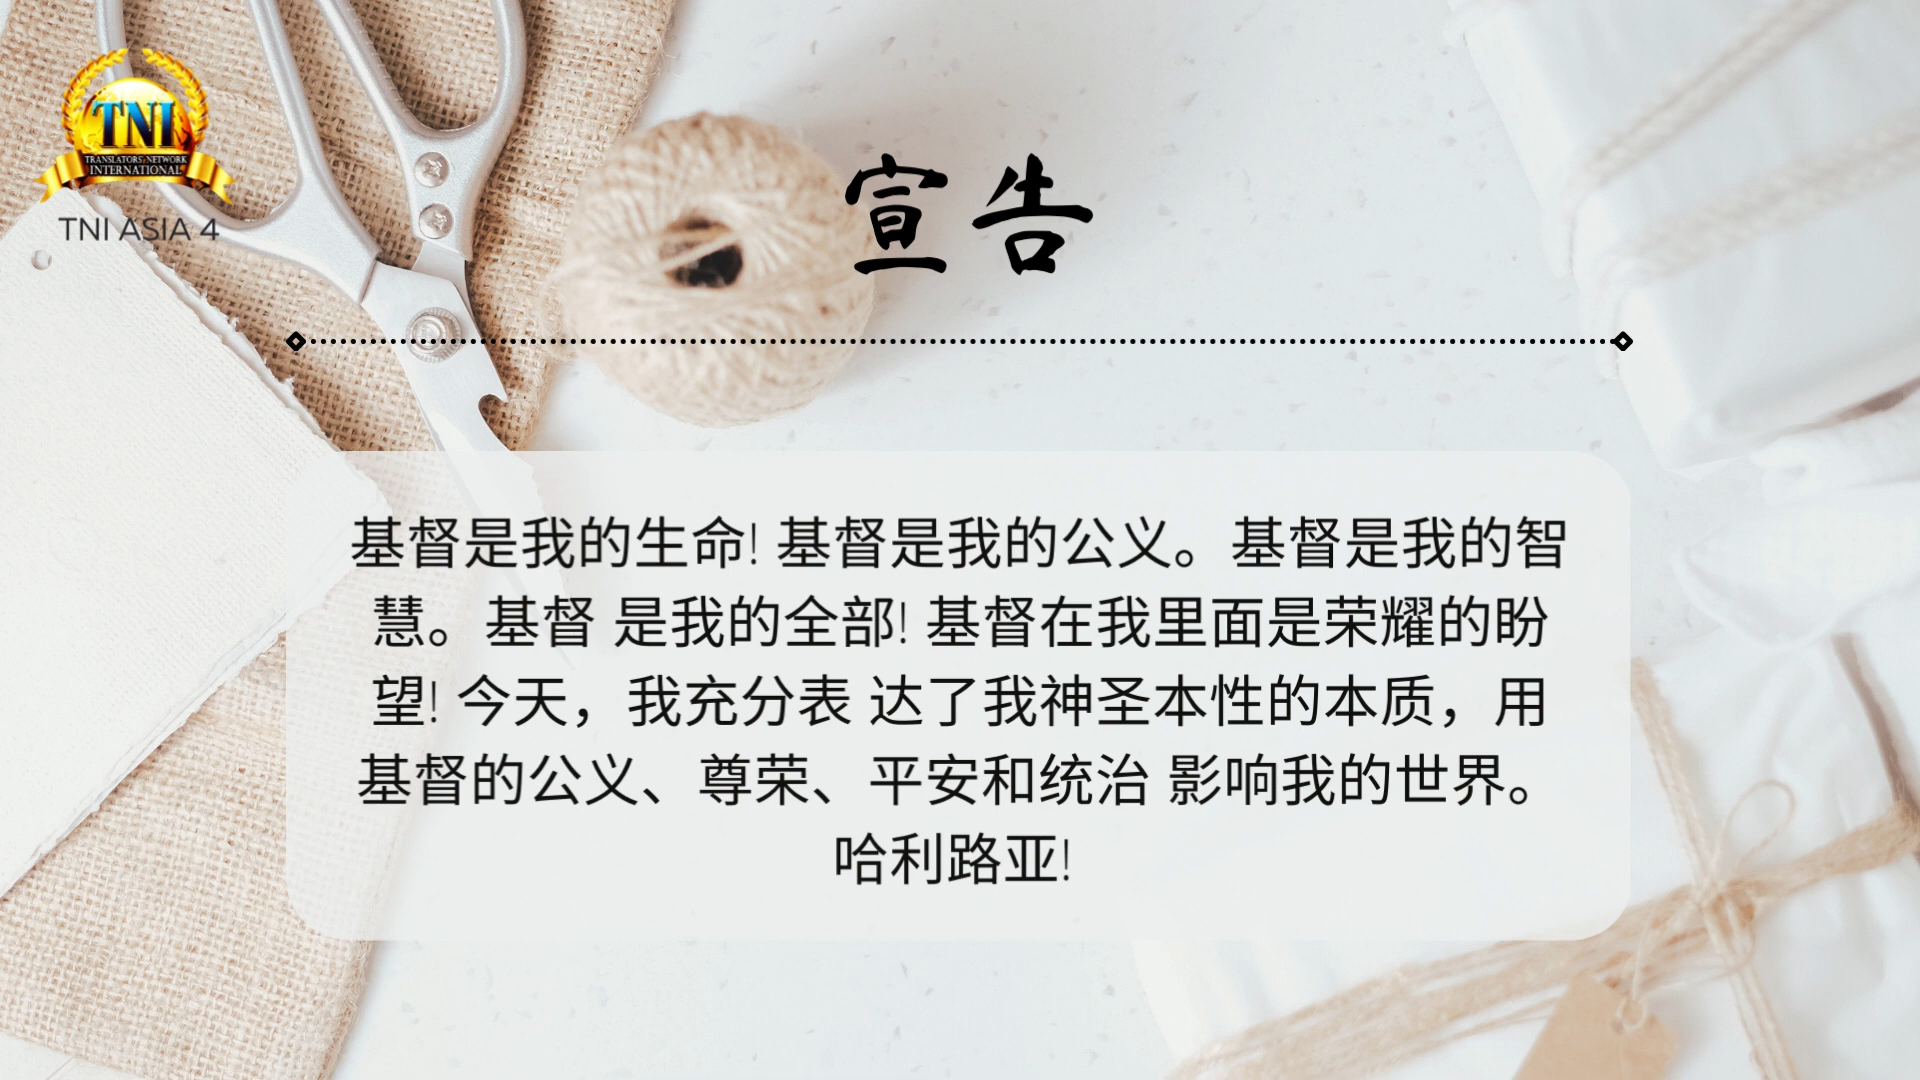 TNI
TRANSLATORS NETWORK
INTERNATIONAL
TNI ASIA 4
宣告
基督是我的生命! 基督是我的公义。基督是我的智
慧。基督 是我的全部! 基督在我里面是荣耀的盼
望! 今天，我充分表 达了我神圣本性的本质，用
基督的公义、尊荣、平安和统治 影响我的世界。
哈利路亚!